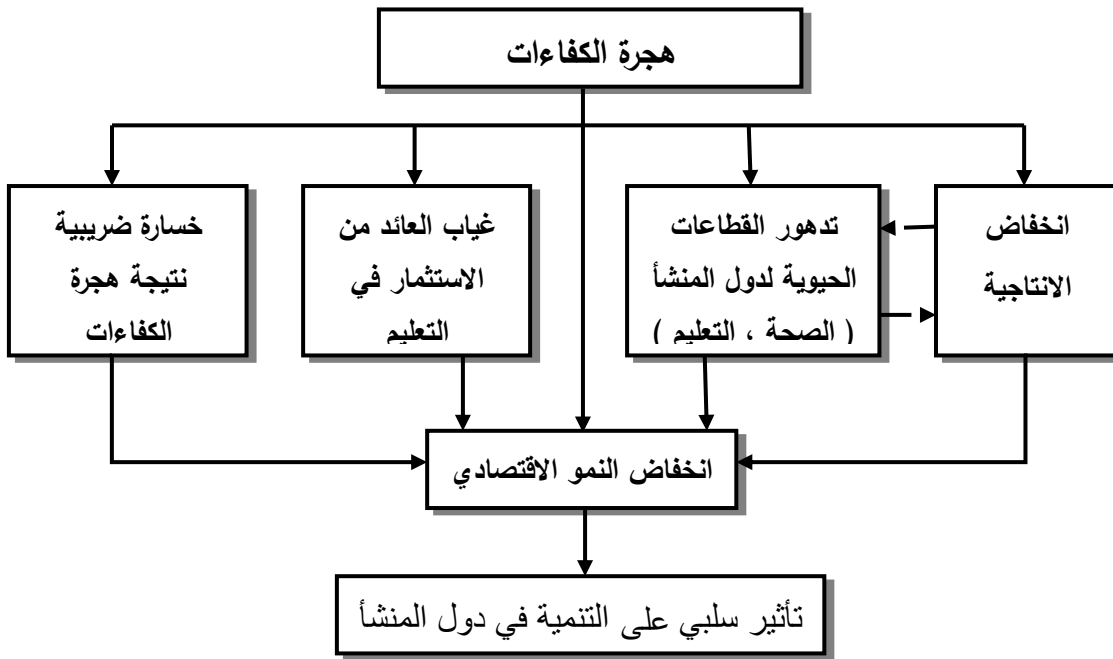 هجرة الكفاءات
انخفاض
الانتاجية
تدهور القطاعات
الحيوية لدول المنشأ
( الصحة ، التعليم )
غياب العائد من
الاستثمار في
التعليم
خسارة ضريبية
نتيجة هجرة
الكفاءات
انخفاض النمو الاقتصادي
تأثير سلبي على التنمية في دول المنشأ